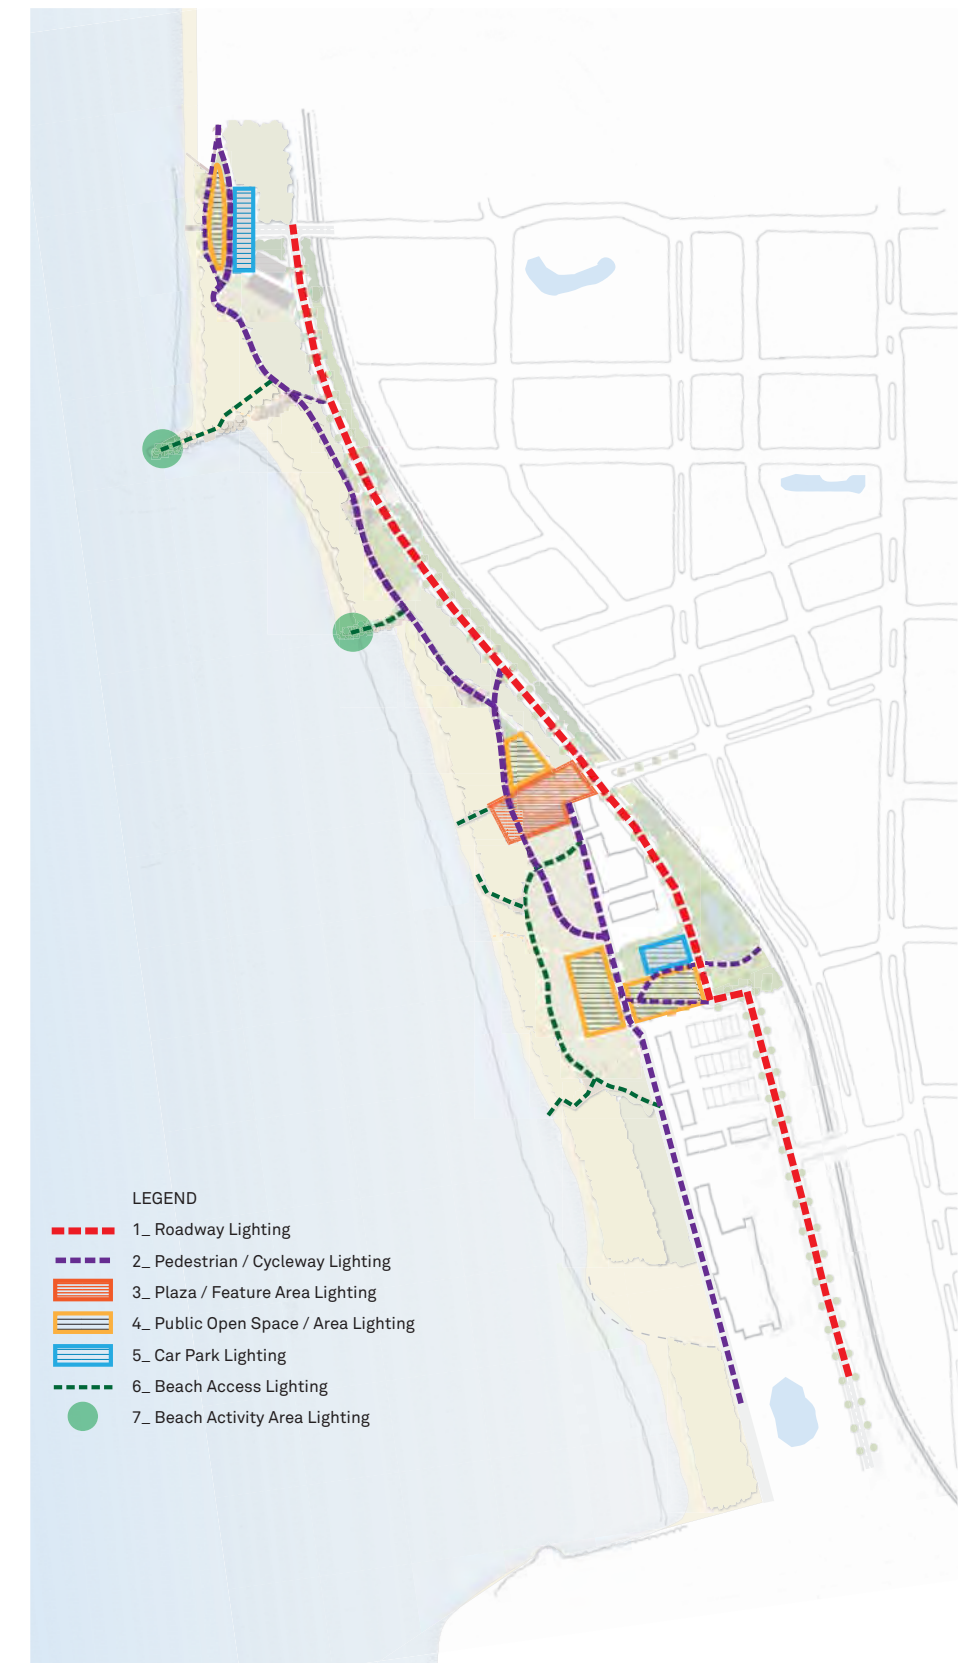 LEGEND
1_ Roadway Lighting
2_ Pedestrian / Cycleway Lighting
3_ Plaza / Feature Area Lighting
4_ Public Open Space / Area Lighting
5_ Car Park Lighting
6_ Beach Access Lighting
7_ Beach Activity Area Lighting